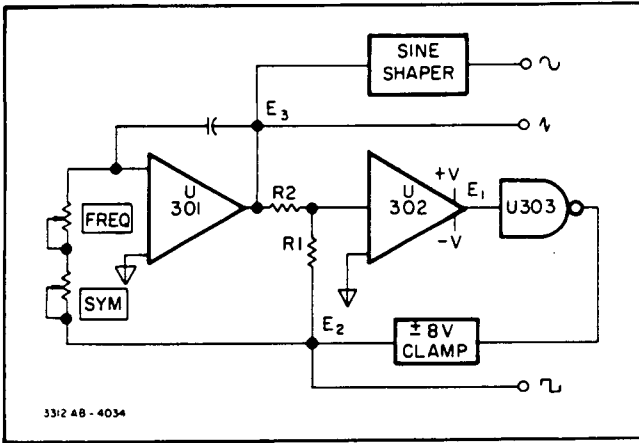 SINE
SHAPER
E3
U
301
R2
U
302
+V
-V
E1
U303
FREQ
R1
SYM
E2
± 8V
CLAMP
3312 AB - 4034